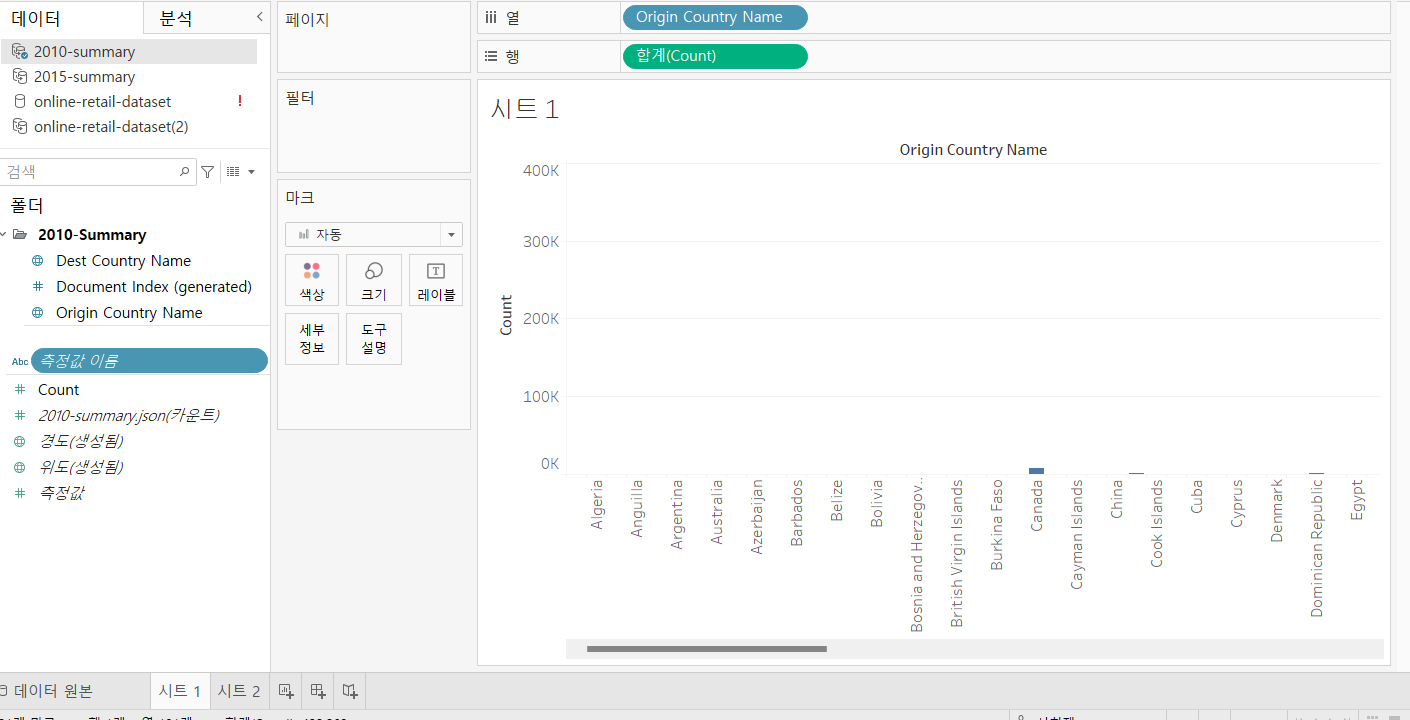 데이터
분석
2010-summary
2015-summary
online-retail-dataset !
online-retail-dataset(2)
검색
폴더
2010-Summary
Dest Country Name
Document Index (generated)
Origin Country Name
Abc 측정값 이름
Count
2010-summary.json(카운트)
경도(생성됨)
위도(생성됨)
측정값
페이지
필터
마크
자동
색상
크기
레이블
세부
정보
도구
설명
열
Origin Country Name
행
합계(Count)
시트 1
Origin Country Name
400K
300K
200K
100K
0K
Count
Algeria
Anguilla
Argentina
Australia
Azerbaijan
Barbados
Belize
Bolivia
Bosnia and Herzegov..
British Virgin Islands
Burkina Faso
Canada
Cayman Islands
China
Cook Islands
Cuba
Cyprus
Denmark
Dominican Republic
Egypt
데이터 원본
시트 1
시트 2